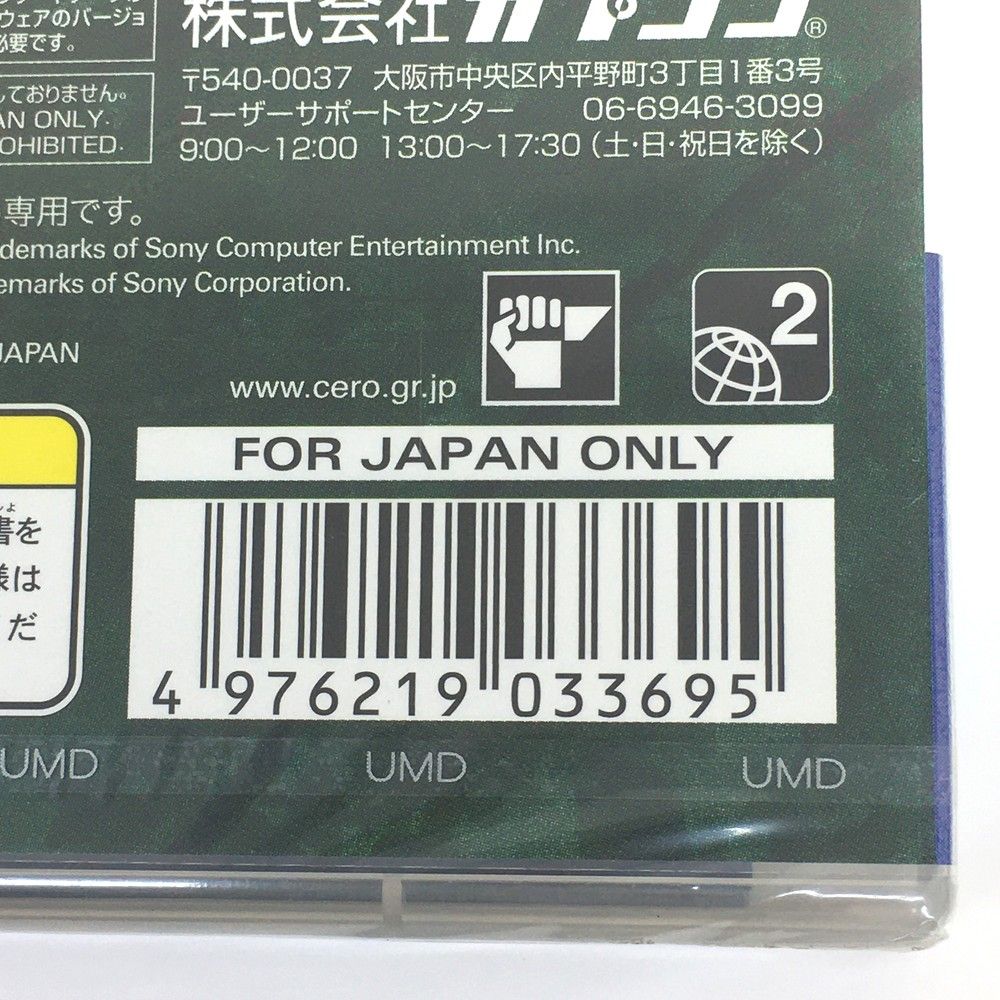 ウェアのバージョ
必要です。
株式会社カプコン®
〒540-0037 大阪市中央区内平野町3丁目1番3号
ユーザーサポートセンター 06-6946-3099
9:00〜12:00 13:00〜17:30(土・日・祝日を除く)
しておりません。
AN ONLY.
OHIBITED.
専用です。
demarks of Sony Computer Entertainment Inc.
emarks of Sony Corporation.
JAPAN
www.cero.gr.jp
2
FOR JAPAN ONLY
書を
様は
だ
4 976219 033695
UMD UMD UMD